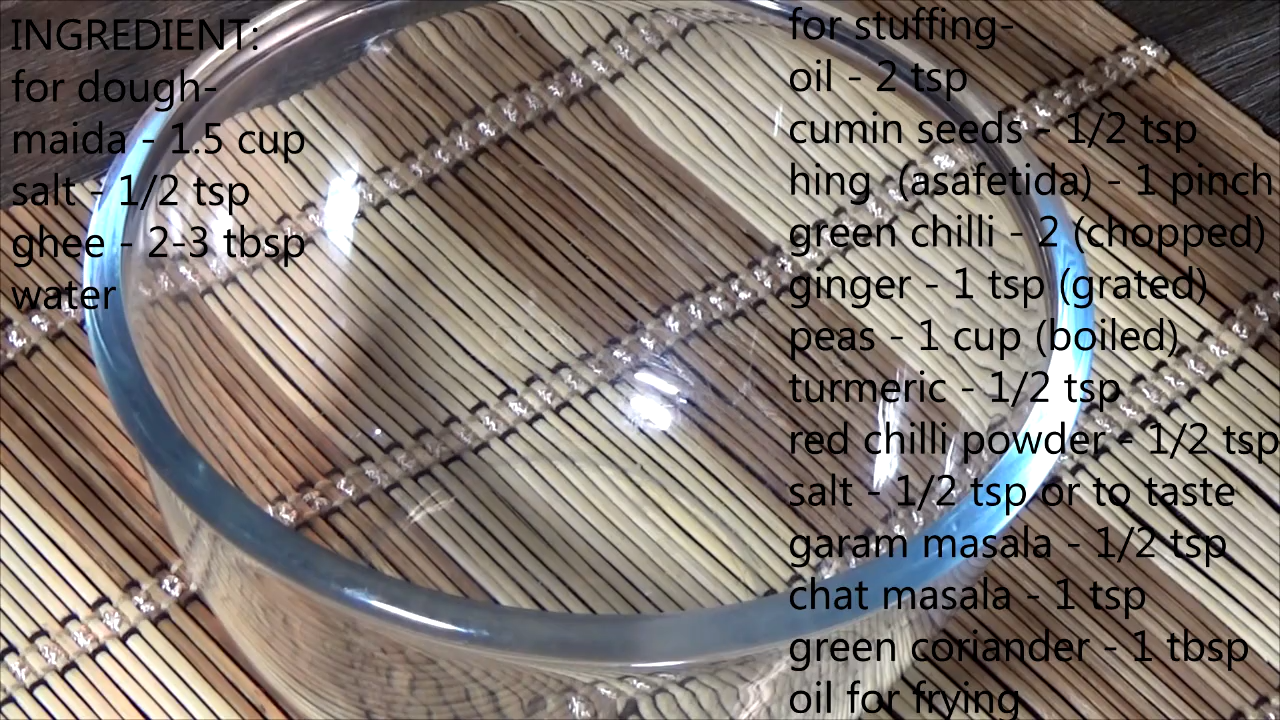 INGREDIENT:
for dough-
maida - 1.5 cup
salt - 1/2 tsp
ghee - 2-3 tbsp
water
for stuffing-
oil - 2 tsp
cumin seeds - 1/2 tsp
hing (asafetida) - 1 pinch
green chilli - 2 (chopped)
ginger - 1 tsp (grated)
peas - 1 cup (boiled)
turmeric - 1/2 tsp
red chilli powder - 1/2 tsp
salt - 1/2 tsp or to taste
garam masala - 1/2 tsp
chat masala - 1 tsp
green coriander - 1 tbsp
oil for frying